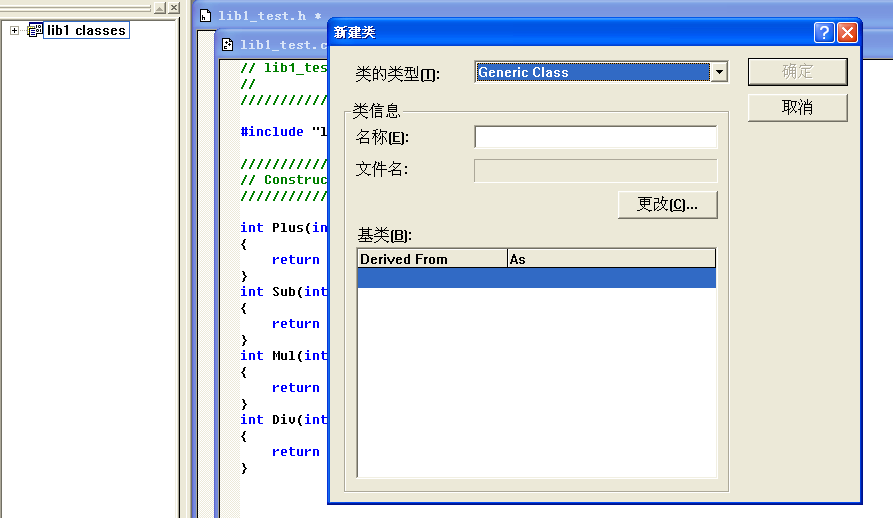 lib1 classes
lib1_test.h *
lib1_test.c
// lib1_tes
//
////////////
#include "l
////////////
// Construc
////////////
int Plus(in
{
return
}
int Sub(int
{
return
}
int Mul(int
{
return
}
int Div(int
{
return
}
新建类
类的类型(T):
Generic Class
确定
取消
类信息
名称(E):
文件名:
更改(C)...
基类(B):
Derived From
As